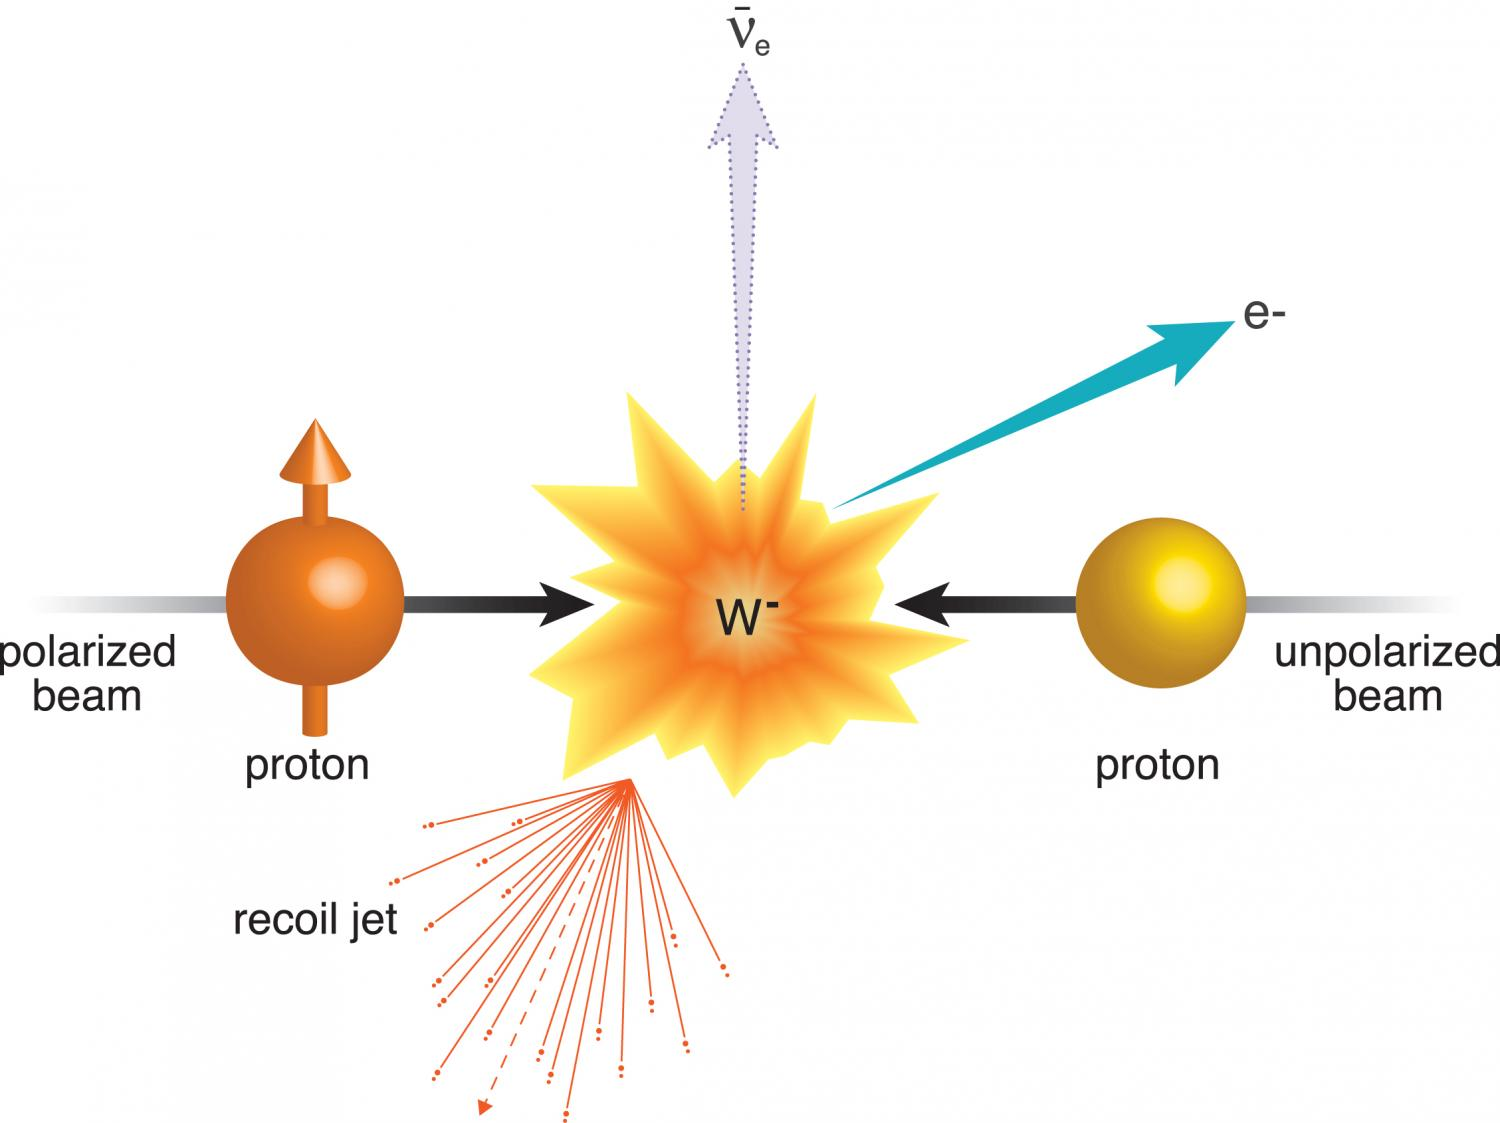 ν̄e
e-
W-
polarized
beam
proton
unpolarized
beam
proton
recoil jet